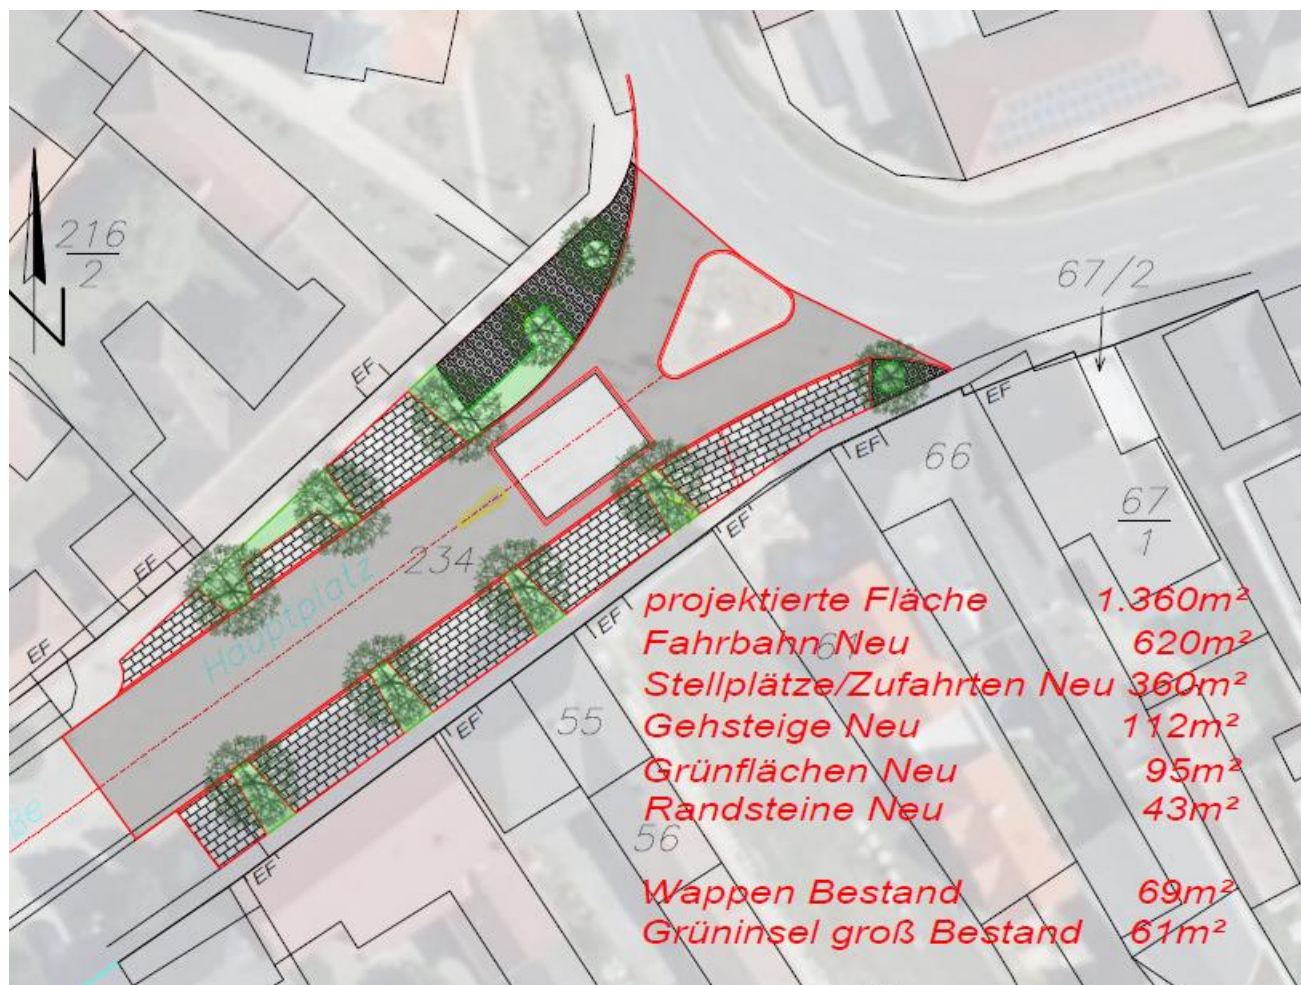 216
2
67/2
EF
EF
66
EF
67
1
EF
EF
234
Hauptplatz
EF
EF
projektierte Fläche 1.360m²
Fahrbahn Neu 620m²
61
Stellplätze/Zufahrten Neu 360m²
Gehsteige Neu 112m²
55
EF
Grünflächen Neu 95m²
Randsteine Neu 43m²
ße
56
EF
Wappen Bestand 69m²
Grüninsel groß Bestand 61m²